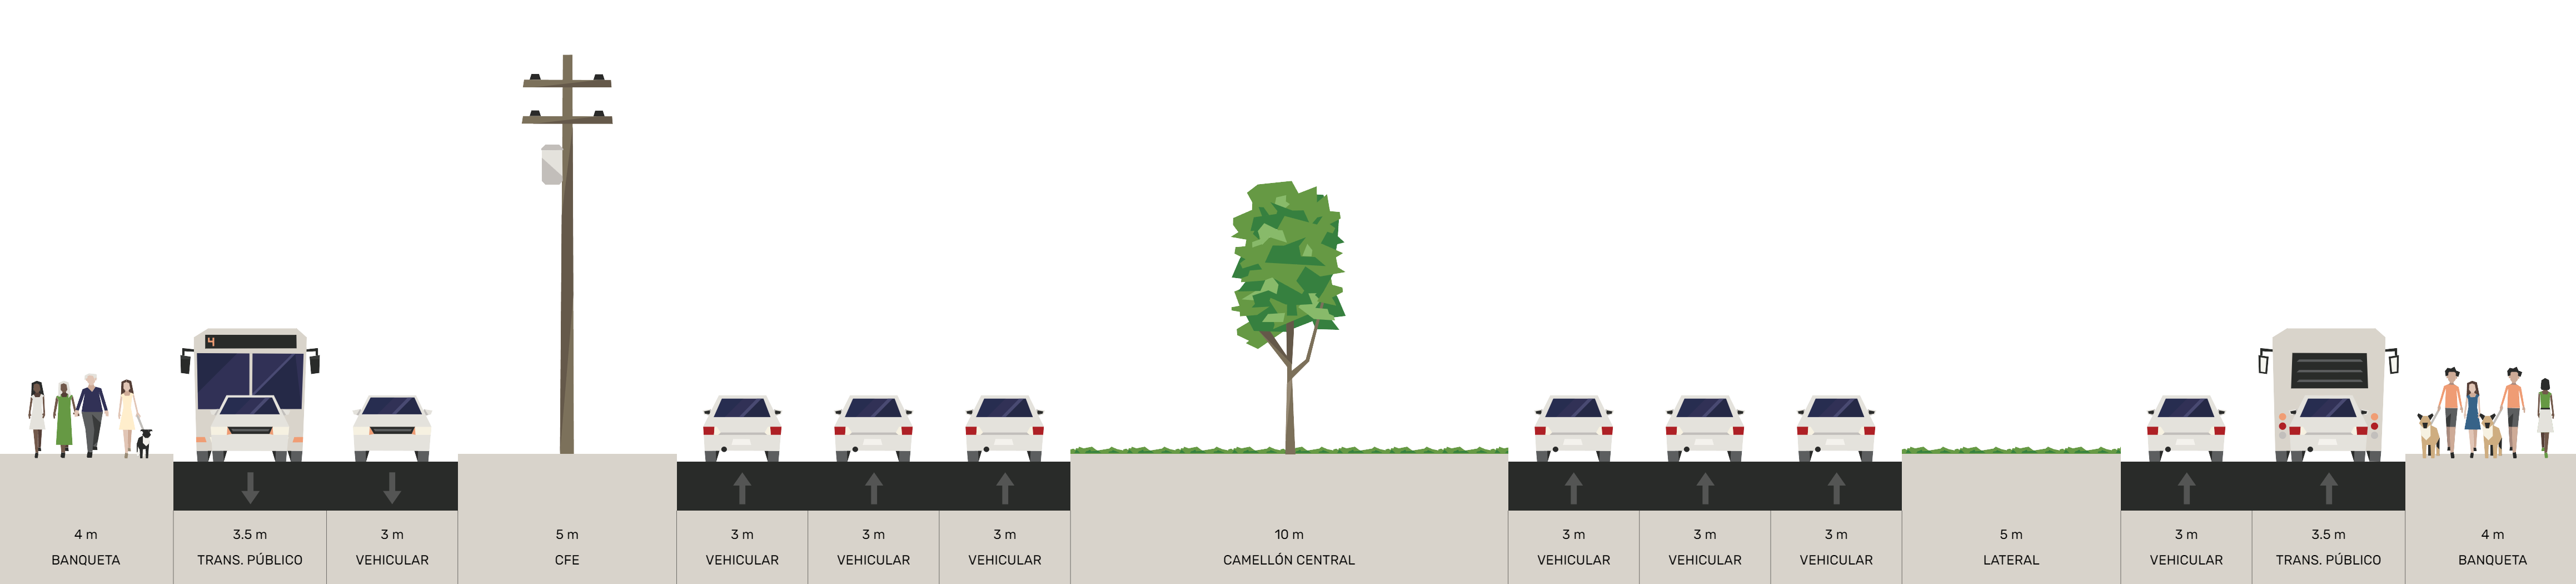 4
4 m
BANQUETA
3.5 m
TRANS. PÚBLICO
3 m
VEHICULAR
5 m
CFE
3 m
VEHICULAR
3 m
VEHICULAR
3 m
VEHICULAR
10 m
CAMELLÓN CENTRAL
3 m
VEHICULAR
3 m
VEHICULAR
3 m
VEHICULAR
5 m
LATERAL
3 m
VEHICULAR
3.5 m
TRANS. PÚBLICO
4 m
BANQUETA